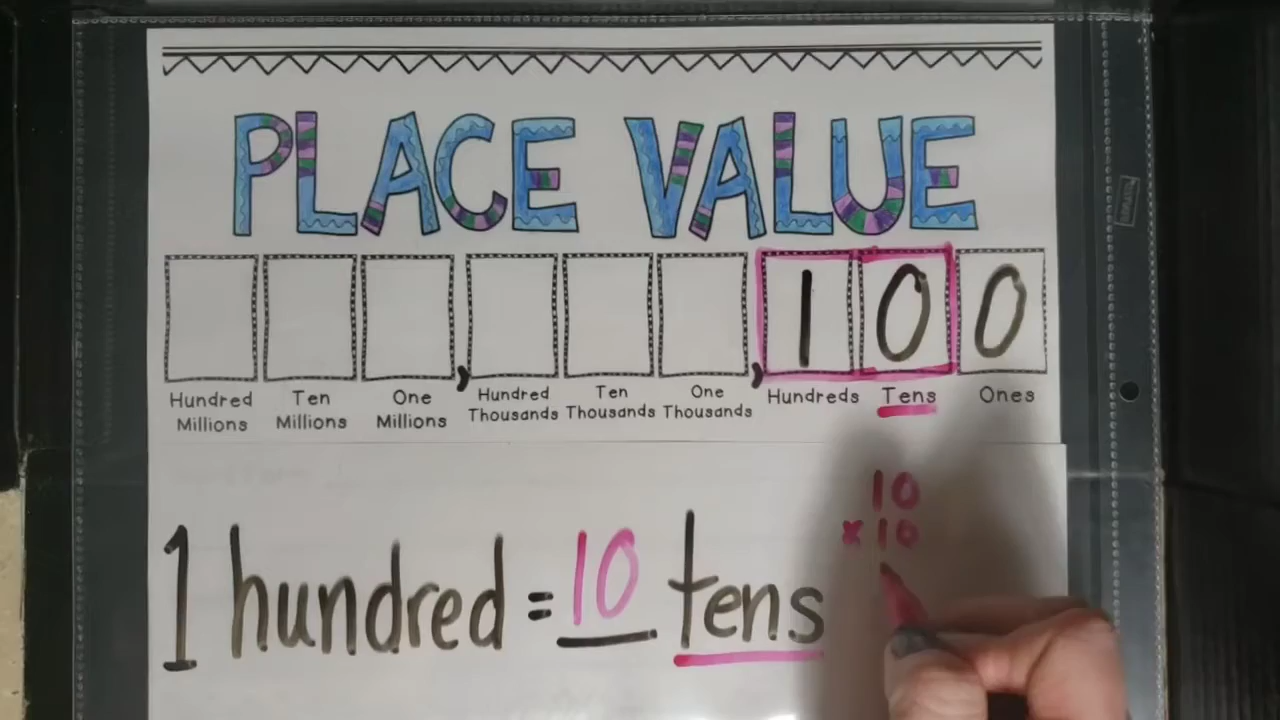 PLACE VALUE
1 0 0
Hundred Millions Ten Millions One Millions , Hundred Thousands Ten Thousands One Thousands , Hundreds Tens Ones
10
x 10
1 hundred = 10 tens